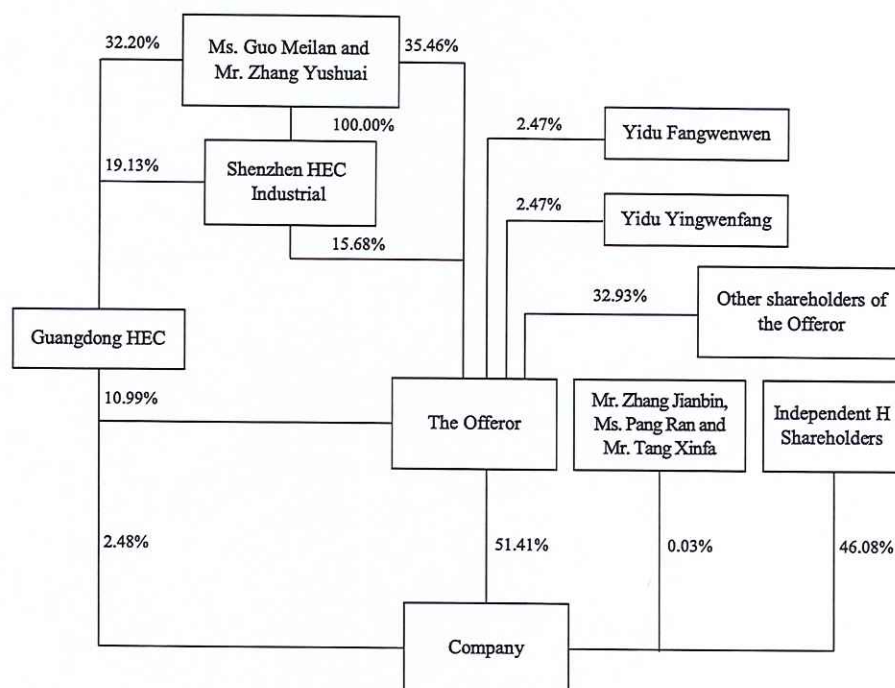 32.20%
Ms. Guo Meilan and
Mr. Zhang Yushuai
35.46%
100.00%
2.47%
Yidu Fangwenwen
19.13%
Shenzhen HEC
Industrial
2.47%
Yidu Yingwenfang
15.68%
32.93%
Other shareholders of
the Offeror
Guangdong HEC
10.99%
The Offeror
Mr. Zhang Jianbin,
Ms. Pang Ran and
Mr. Tang Xinfa
Independent H
Shareholders
2.48%
51.41%
0.03%
46.08%
Company